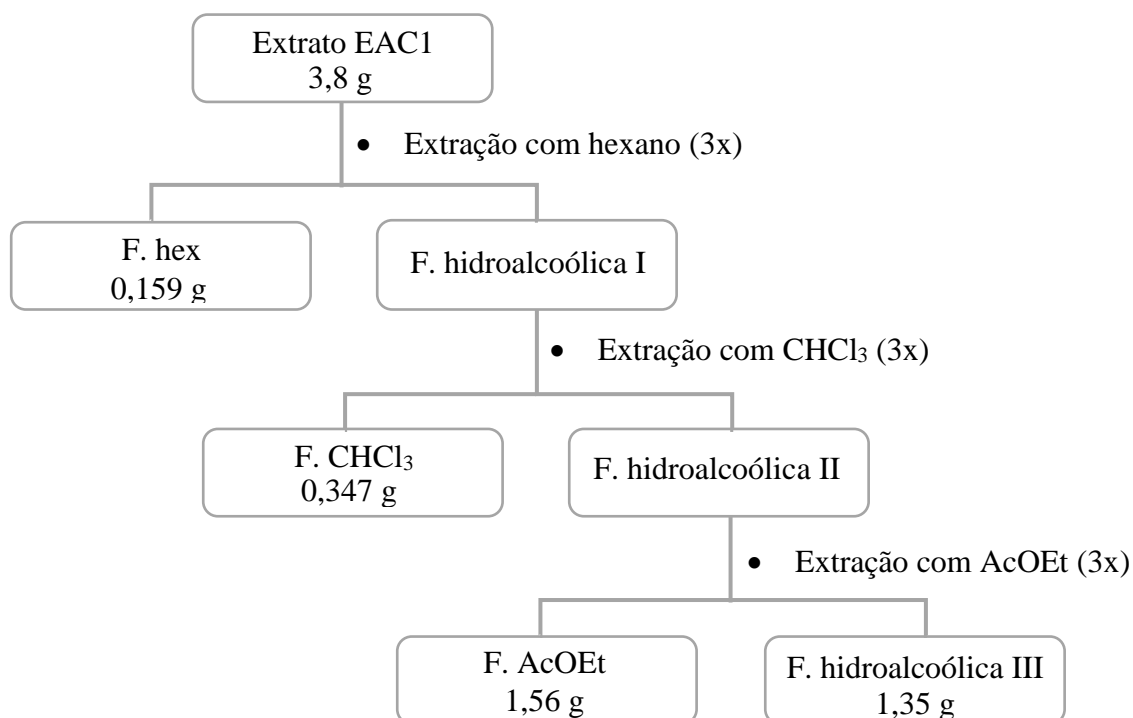 Extrato EAC1
3,8 g
• Extração com hexano (3x)
F. hex
0,159 g
F. hidroalcoólica I
• Extração com CHCl₃ (3x)
F. CHCl₃
0,347 g
F. hidroalcoólica II
• Extração com AcOEt (3x)
F. AcOEt
1,56 g
F. hidroalcoólica III
1,35 g